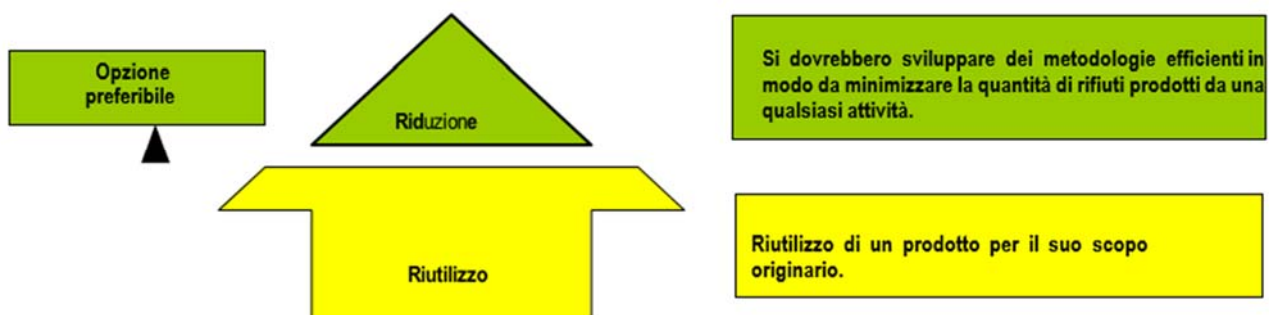 Opzione
preferibile
Riduzione
Si dovrebbero sviluppare dei metodologie efficienti in
modo da minimizzare la quantità di rifiuti prodotti da una
qualsiasi attività.
Riutilizzo
Riutilizzo di un prodotto per il suo scopo
originario.